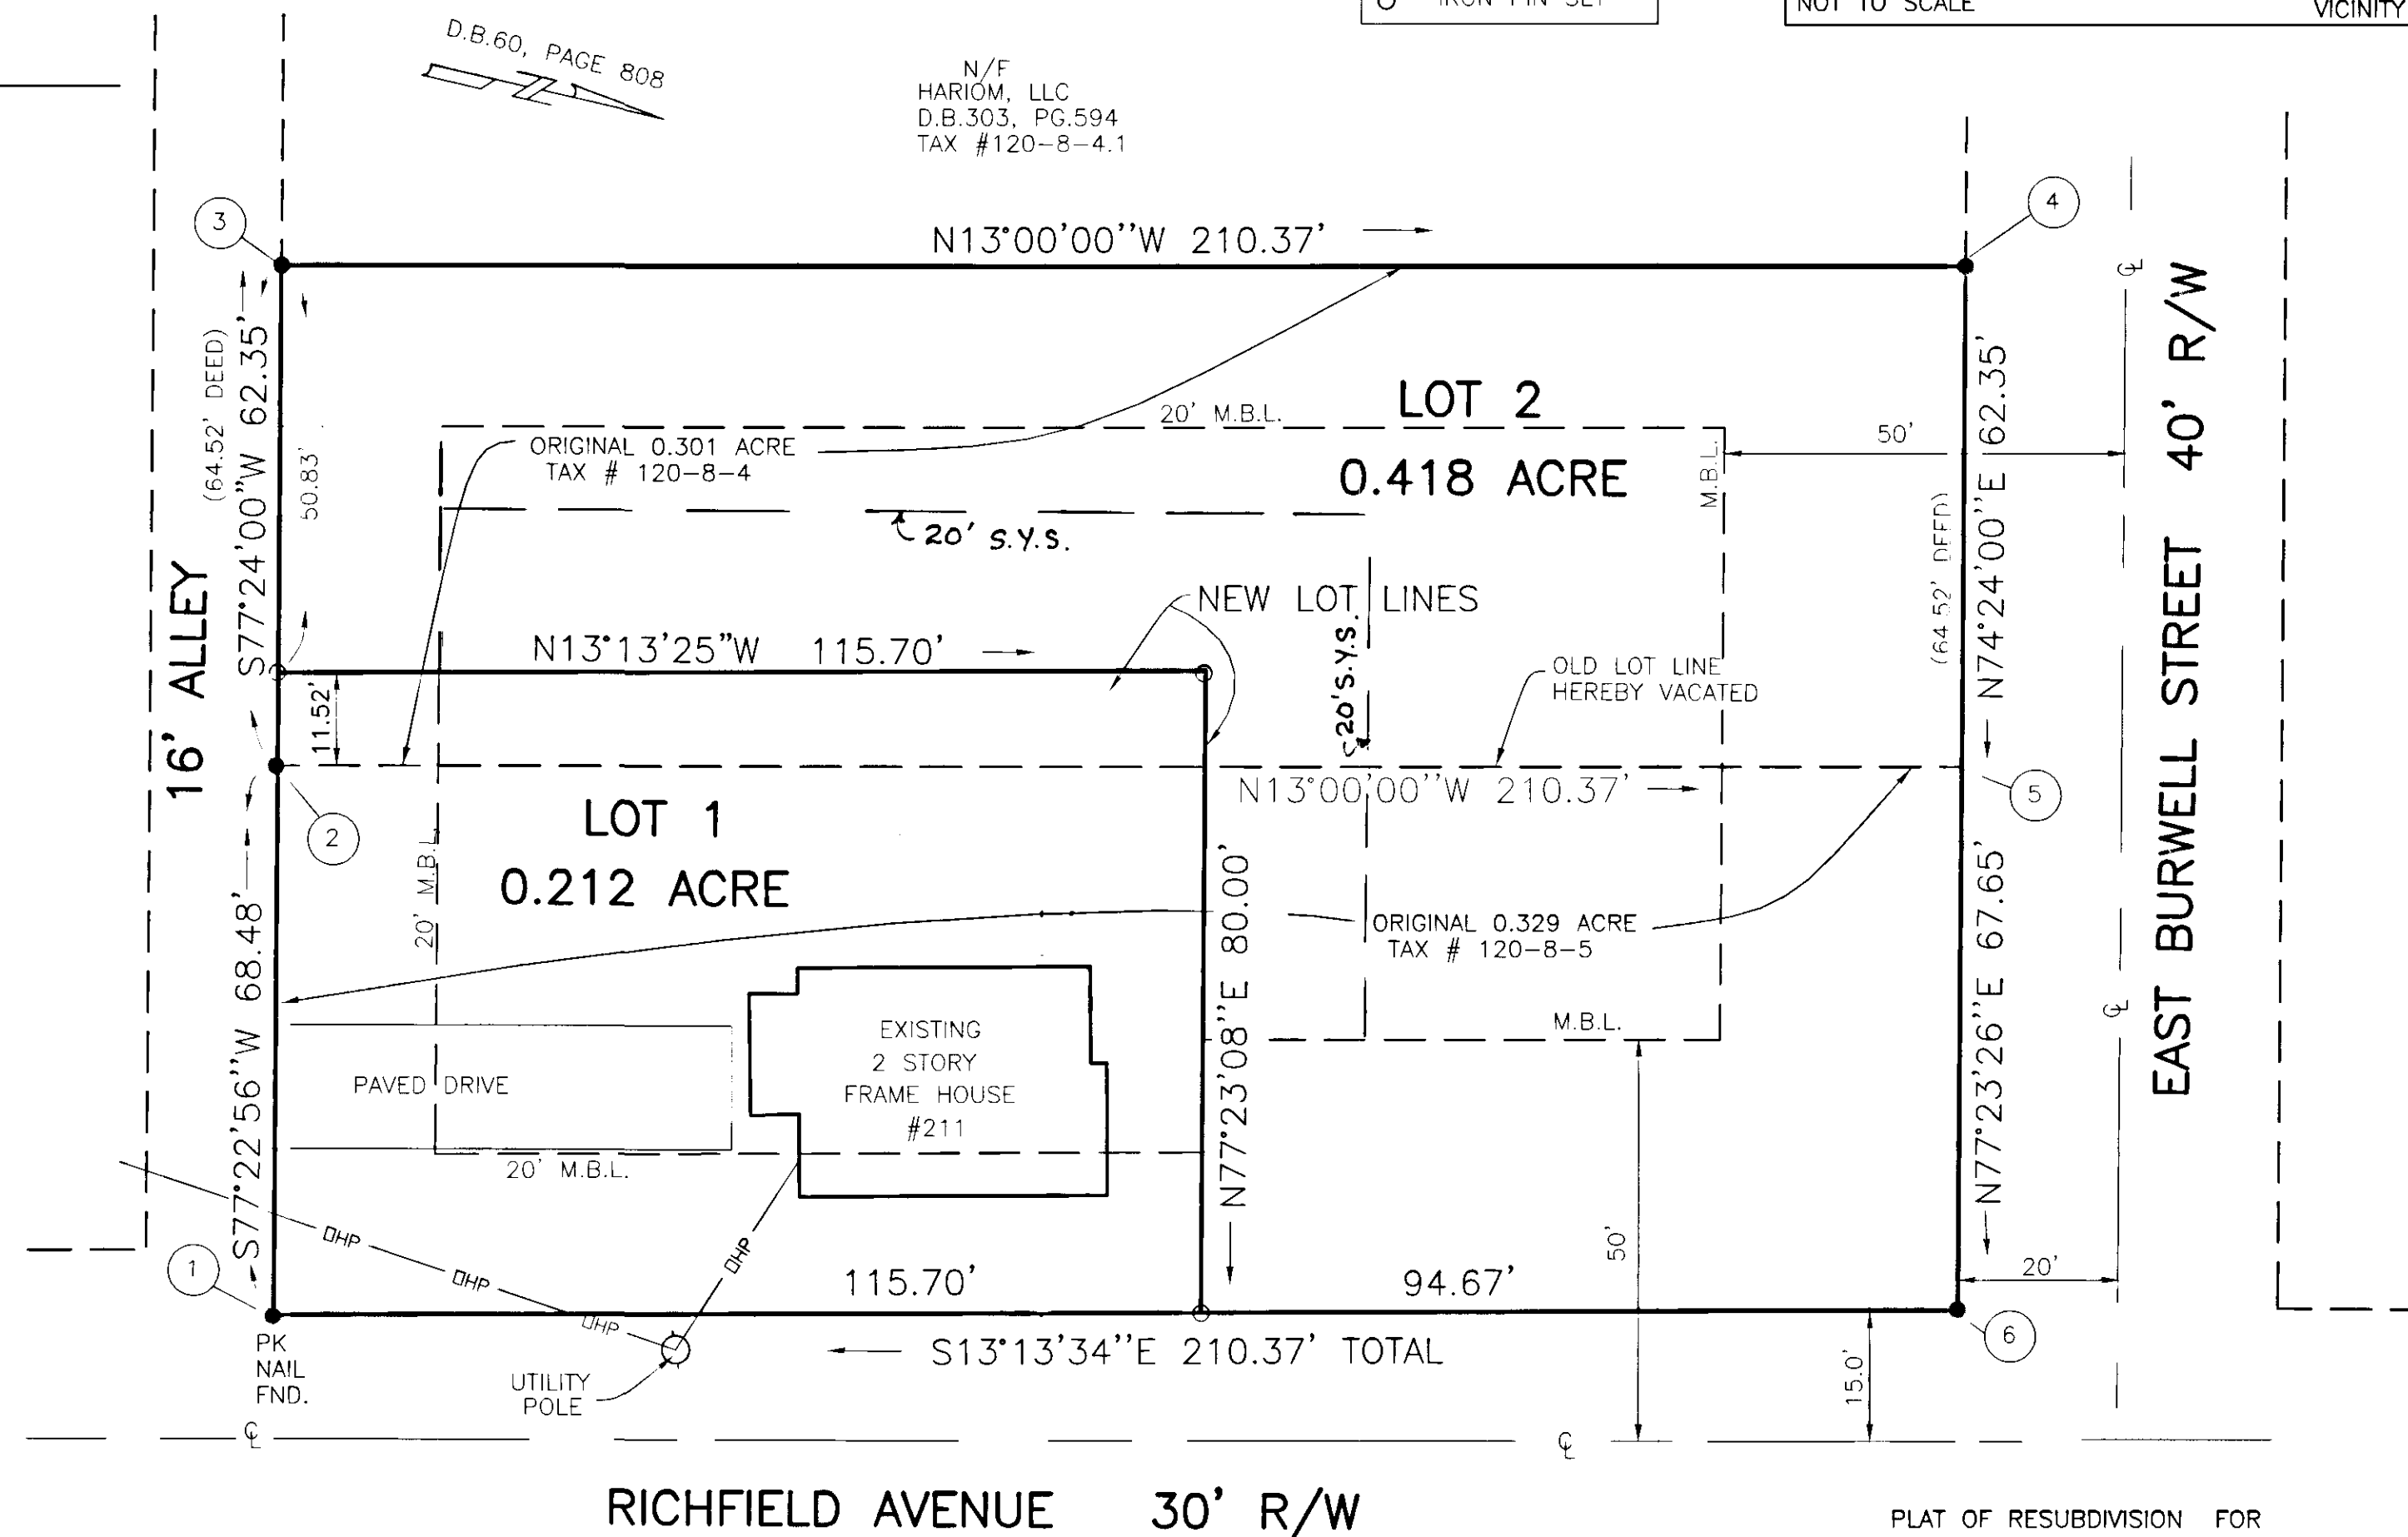 NOT TO SCALE
VICINITY
D.B.60, PAGE 808
N/F
HARIOM, LLC
D.B.303, PG.594
TAX #120-8-4.1
3
4
N13°00'00''W 210.37'
(64.52' DEED)
S77°24'00"W 62.35'
50.83'
ORIGINAL 0.301 ACRE
TAX # 120-8-4
20' M.B.L.
LOT 2
0.418 ACRE
M.B.L.
50'
20' S.Y.S.
(64.52' DEED)
N74°24'00''E 62.35'
EAST BURWELL STREET 40' R/W
16' ALLEY
NEW LOT LINES
N13°13'25"W 115.70'
20' S.Y.S.
OLD LOT LINE
HEREBY VACATED
11.52'
N13°00'00''W 210.37'
5
2
LOT 1
0.212 ACRE
20' M.B.L.
S77°22'56''W 68.48'
N77°23'08''E 80.00'
ORIGINAL 0.329 ACRE
TAX # 120-8-5
N77°23'26''E 67.65'
M.B.L.
EXISTING
2 STORY
FRAME HOUSE
#211
PAVED DRIVE
20' M.B.L.
50'
20'
OHP
OHP
OHP
OHP
1
115.70'
94.67'
PK
NAIL
FND.
S13°13'34''E 210.37' TOTAL
6
UTILITY
POLE
15.0'
℄
℄
℄
℄
RICHFIELD AVENUE 30' R/W
PLAT OF RESUBDIVISION FOR